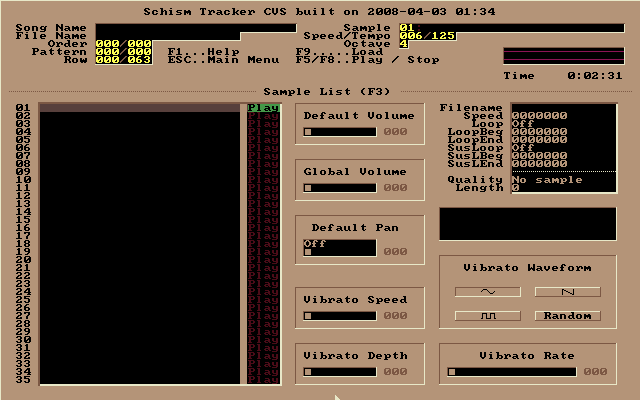 Schism Tracker CVS built on 2008-04-03 01:34
Song Name Sample 01
File Name Speed/Tempo 006/125
Order 000/000 Octave 4
Pattern 000/000 F1...Help F9.....Load
Row 000/063 ESC..Main Menu F5/F8..Play / Stop
Time 0:02:31
Sample List (F3)
01 Play
02 Play
03 Play
04 Play
05 Play
06 Play
07 Play
08 Play
09 Play
10 Play
11 Play
12 Play
13 Play
14 Play
15 Play
16 Play
17 Play
18 Play
19 Play
20 Play
21 Play
22 Play
23 Play
24 Play
25 Play
26 Play
27 Play
28 Play
29 Play
30 Play
31 Play
32 Play
33 Play
34 Play
35 Play
Default Volume
000
Global Volume
000
Default Pan
Off
000
Vibrato Speed
000
Vibrato Depth
000
Filename
Speed 0000000
Loop Off
LoopBeg 0000000
LoopEnd 0000000
SusLoop Off
SusLBeg 0000000
SusLEnd 0000000
Quality No sample
Length 0
Vibrato Waveform
Random
Vibrato Rate
000